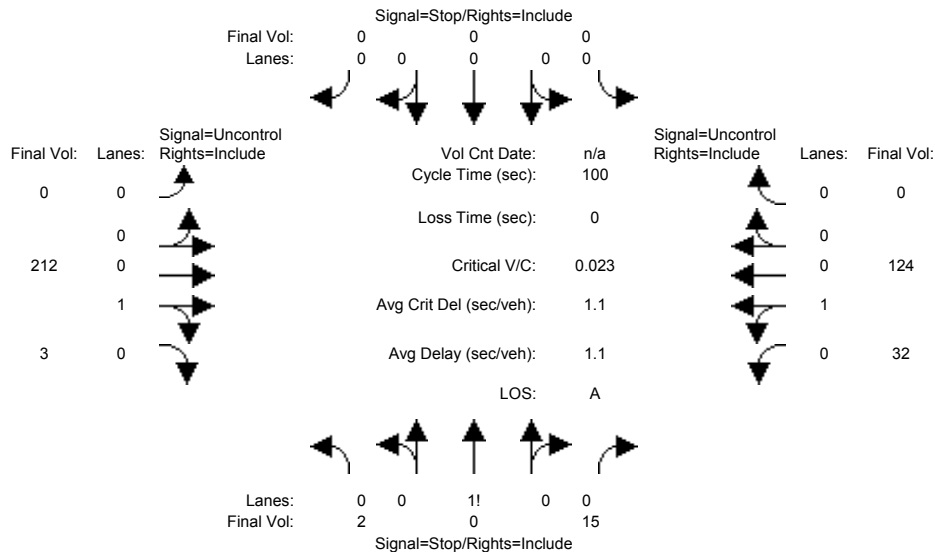 Signal=Stop/Rights=Include
Final Vol: 0 0 0
Lanes: 0 0 0 0 0
Signal=Uncontrol Signal=Uncontrol
Final Vol: Lanes: Rights=Include Vol Cnt Date: n/a Rights=Include Lanes: Final Vol:
Cycle Time (sec): 100
0 0 0 0
Loss Time (sec): 0
0 0
212 0 Critical V/C: 0.023 0 124
1 Avg Crit Del (sec/veh): 1.1 1
3 0 Avg Delay (sec/veh): 1.1 0 32
LOS: A
Lanes: 0 0 1! 0 0
Final Vol: 2 0 15
Signal=Stop/Rights=Include